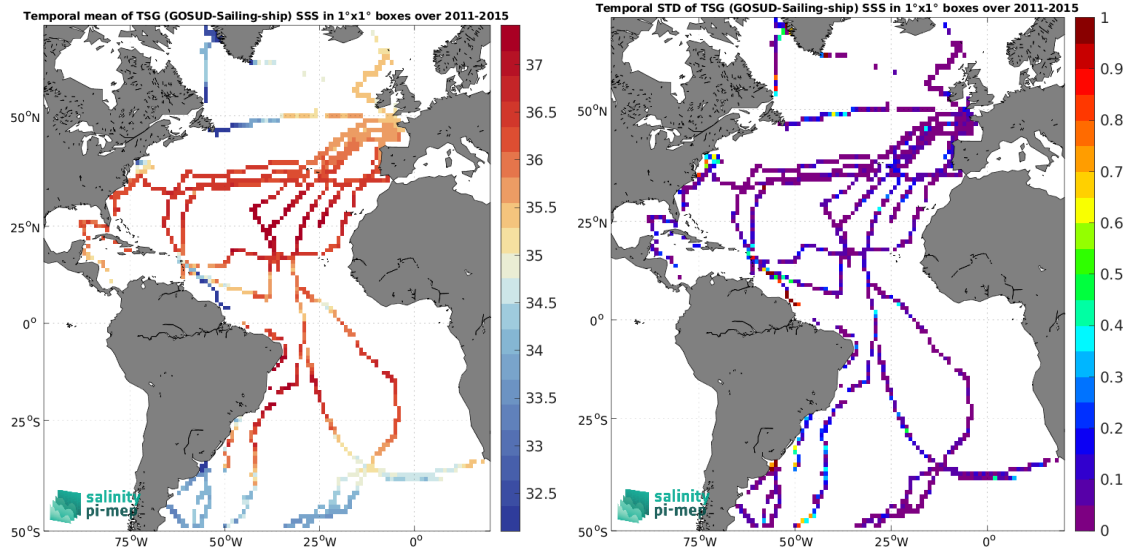 Temporal mean of TSG (GOSUD-Sailing-ship) SSS in 1°x1° boxes over 2011-2015
37
36.5
36
35.5
35
34.5
34
33.5
33
32.5
50°N
25°N
0°
25°S
50°S
75°W
50°W
25°W
0°
salinity
pi-mep
Temporal STD of TSG (GOSUD-Sailing-ship) SSS in 1°x1° boxes over 2011-2015
1
0.9
0.8
0.7
0.6
0.5
0.4
0.3
0.2
0.1
0
50°N
25°N
0°
25°S
50°S
75°W
50°W
25°W
0°
salinity
pi-mep